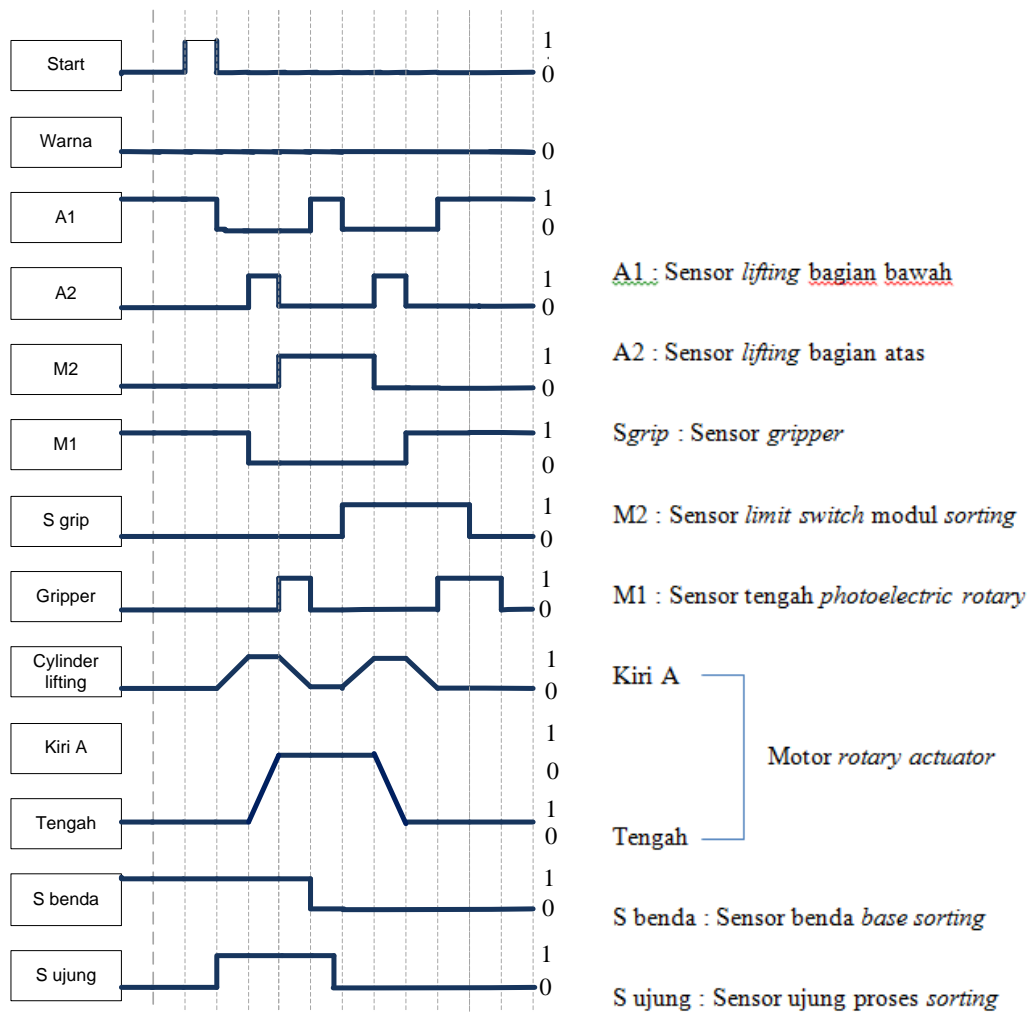 Start
1
0
Warna
0
A1
1
0
A2
1
0
M2
1
0
M1
1
0
S grip
1
0
Gripper
1
0
Cylinder
lifting
1
0
Kiri A
1
0
Tengah
1
0
S benda
1
0
S ujung
1
0
A1 : Sensor lifting bagian bawah
A2 : Sensor lifting bagian atas
Sgrip : Sensor gripper
M2 : Sensor limit switch modul sorting
M1 : Sensor tengah photoelectric rotary
Kiri A
Motor rotary actuator
Tengah
S benda : Sensor benda base sorting
S ujung : Sensor ujung proses sorting